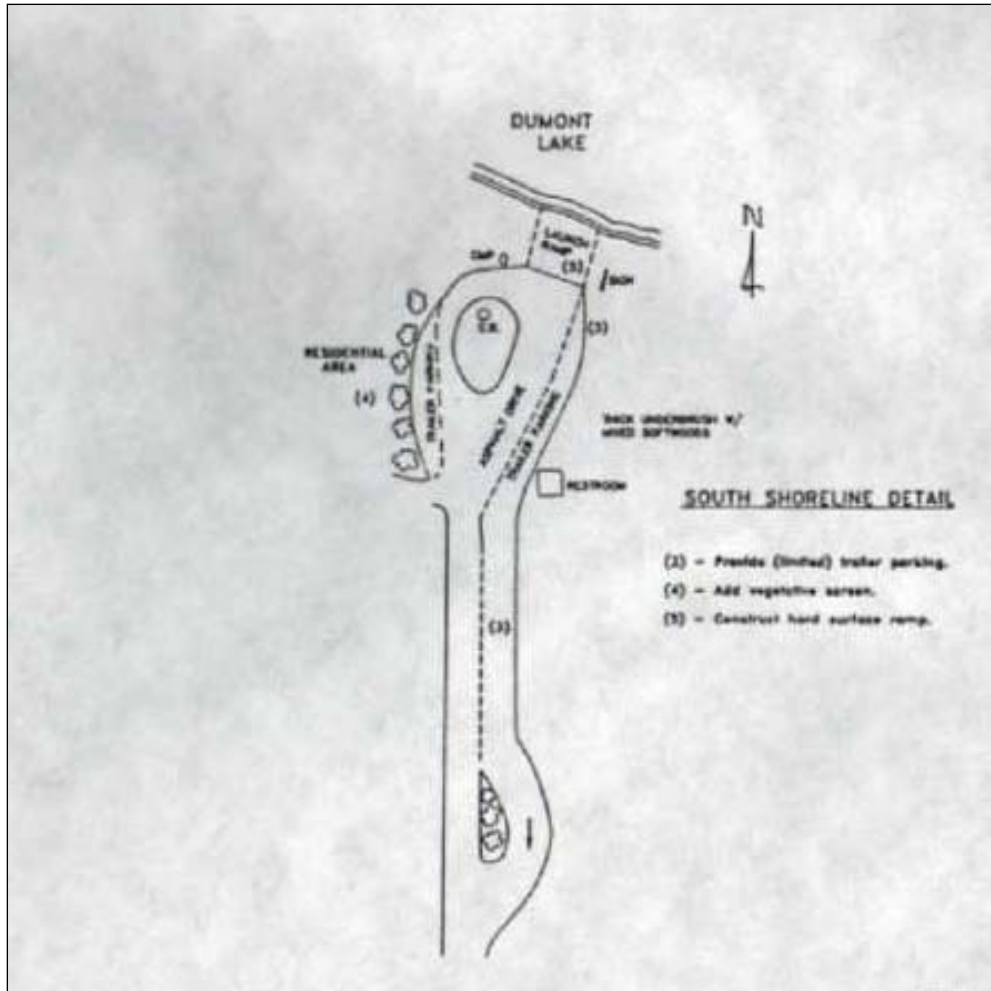 DUMONT
LAKE
N
LAUNCH
RAMP
(5)
CMP
SIGN
C.B.
(3)
RESIDENTIAL
AREA
(4)
TRAILER PARKING
ASPHALT DRIVE
TRAILER PARKING
THICK UNDERBRUSH W/
MIXED SOFTWOODS
RESTROOM
SOUTH SHORELINE DETAIL
(3) - Provide (limited) trailer parking.
(4) - Add vegetative screen.
(5) - Construct hard surface ramp.
(3)